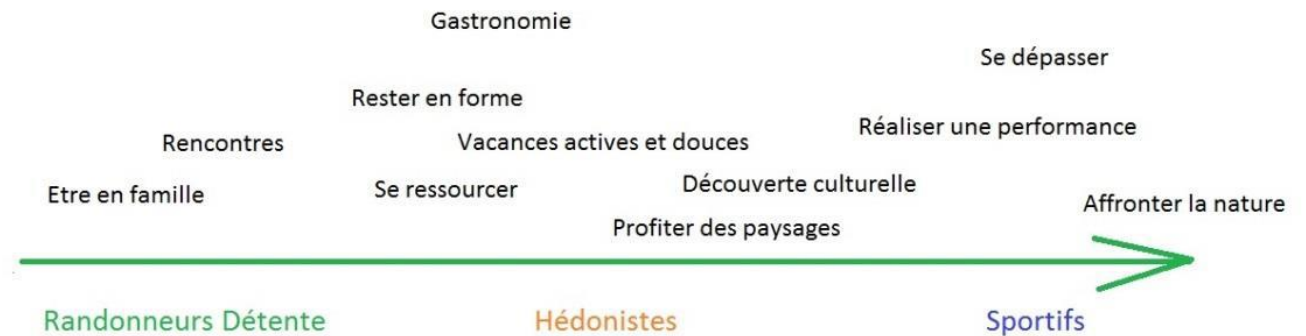 Gastronomie
Se dépasser
Rester en forme
Réaliser une performance
Rencontres
Vacances actives et douces
Etre en famille
Se ressourcer
Découverte culturelle
Affronter la nature
Profiter des paysages
Randonneurs Détente
Hédonistes
Sportifs